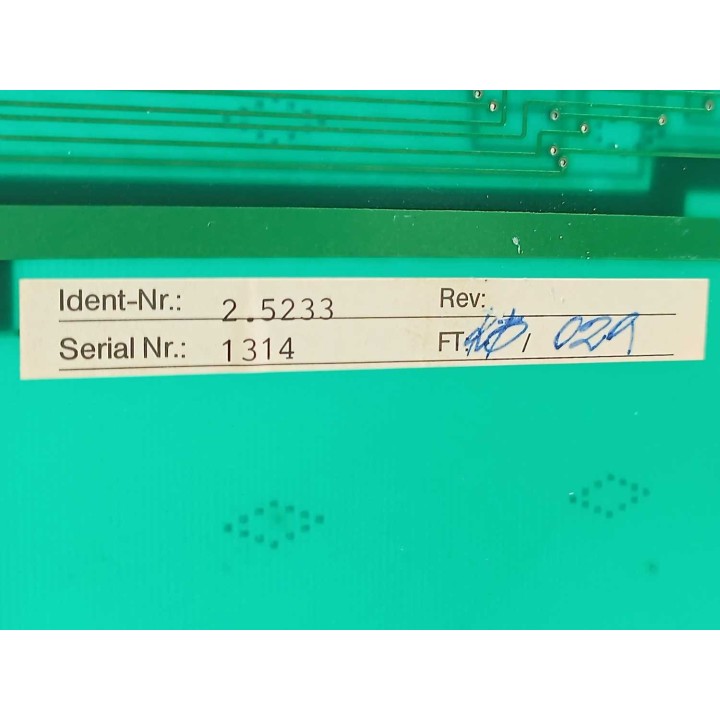 Ident-Nr.: 2.5233 Rev:
Serial Nr.: 1314 FT / 029